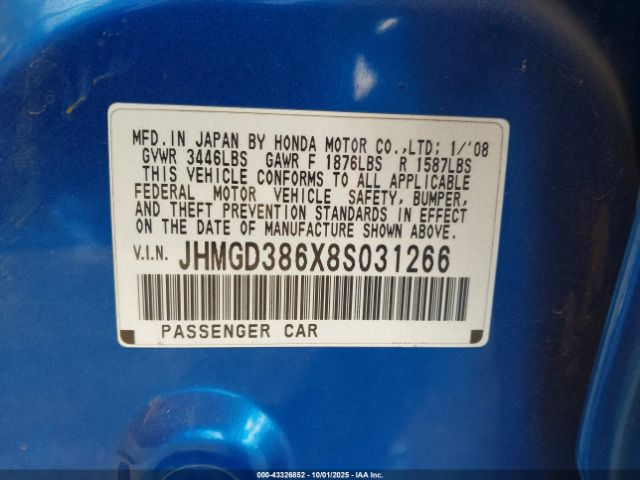 MFD. IN JAPAN BY HONDA MOTOR CO.,LTD; 1/'08
GVWR 3446LBS GAWR F 1876LBS R 1587LBS
THIS VEHICLE CONFORMS TO ALL APPLICABLE
FEDERAL MOTOR VEHICLE SAFETY, BUMPER,
AND THEFT PREVENTION STANDARDS IN EFFECT
ON THE DATE OF MANUFACTURE SHOWN ABOVE.
V.I.N. JHMGD386X8S031266
PASSENGER CAR
000-43326852 - 10/01/2025 - IAA Inc.